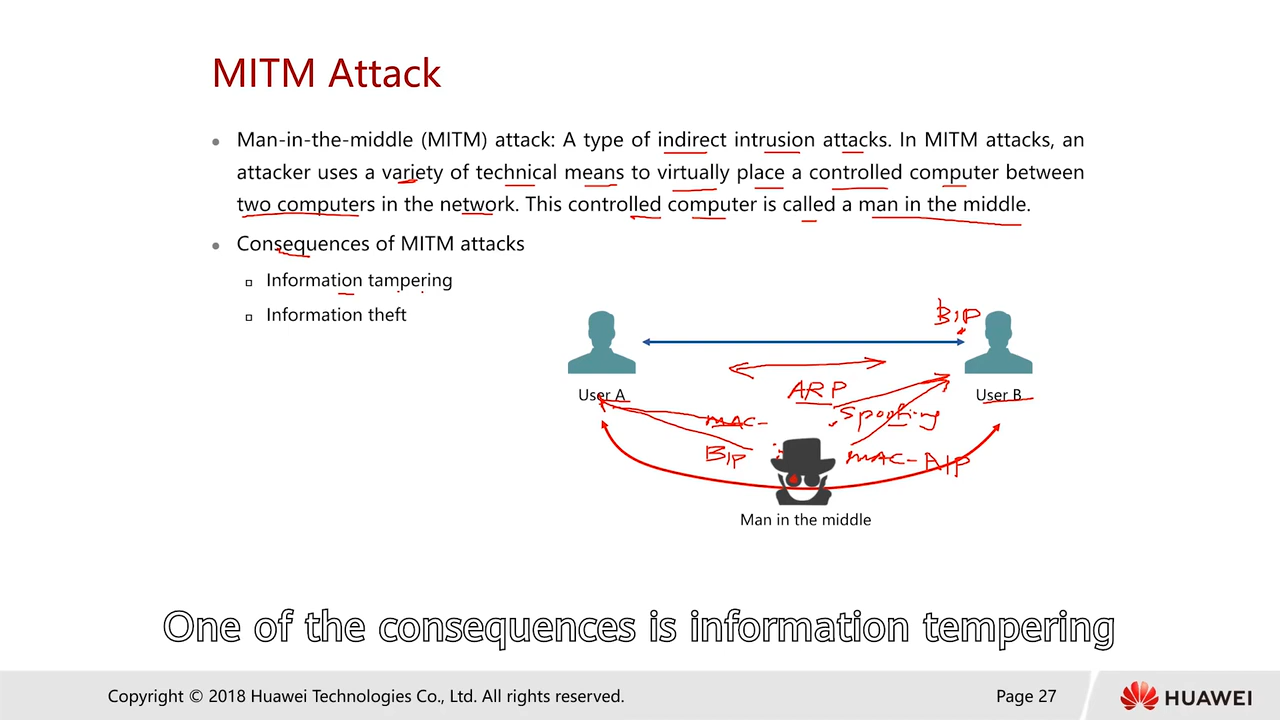 MITM Attack
Man-in-the-middle (MITM) attack: A type of indirect intrusion attacks. In MITM attacks, an
attacker uses a variety of technical means to virtually place a controlled computer between
two computers in the network. This controlled computer is called a man in the middle.
Consequences of MITM attacks
Information tampering
Information theft
BIP
User A
ARP
User B
MAC-
Spoofing
BIP
MAC-AIP
Man in the middle
One of the consequences is information tempering
Copyright © 2018 Huawei Technologies Co., Ltd. All rights reserved.
Page 27
HUAWEI